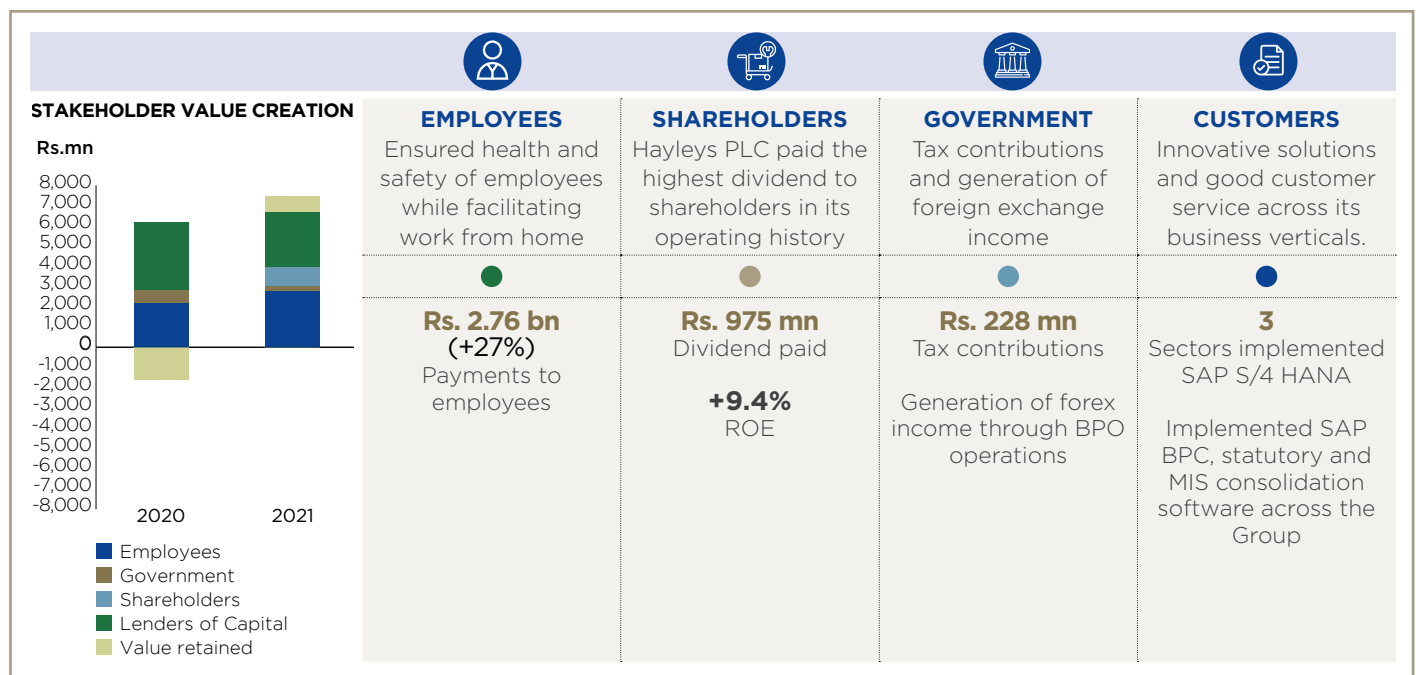 STAKEHOLDER VALUE CREATION
Rs.mn
8,000
7,000
6,000
5,000
4,000
3,000
2,000
1,000
0
-1,000
-2,000
-3,000
-4,000
-5,000
-6,000
-7,000
-8,000
2020
2021
Employees
Government
Shareholders
Lenders of Capital
Value retained
EMPLOYEES
Ensured health and
safety of employees
while facilitating
work from home
Rs. 2.76 bn
(+27%)
Payments to
employees
SHAREHOLDERS
Hayleys PLC paid the
highest dividend to
shareholders in its
operating history
Rs. 975 mn
Dividend paid
+9.4%
ROE
GOVERNMENT
Tax contributions
and generation of
foreign exchange
income
Rs. 228 mn
Tax contributions
Generation of forex
income through BPO
operations
CUSTOMERS
Innovative solutions
and good customer
service across its
business verticals.
3
Sectors implemented
SAP S/4 HANA
Implemented SAP
BPC, statutory and
MIS consolidation
software across the
Group